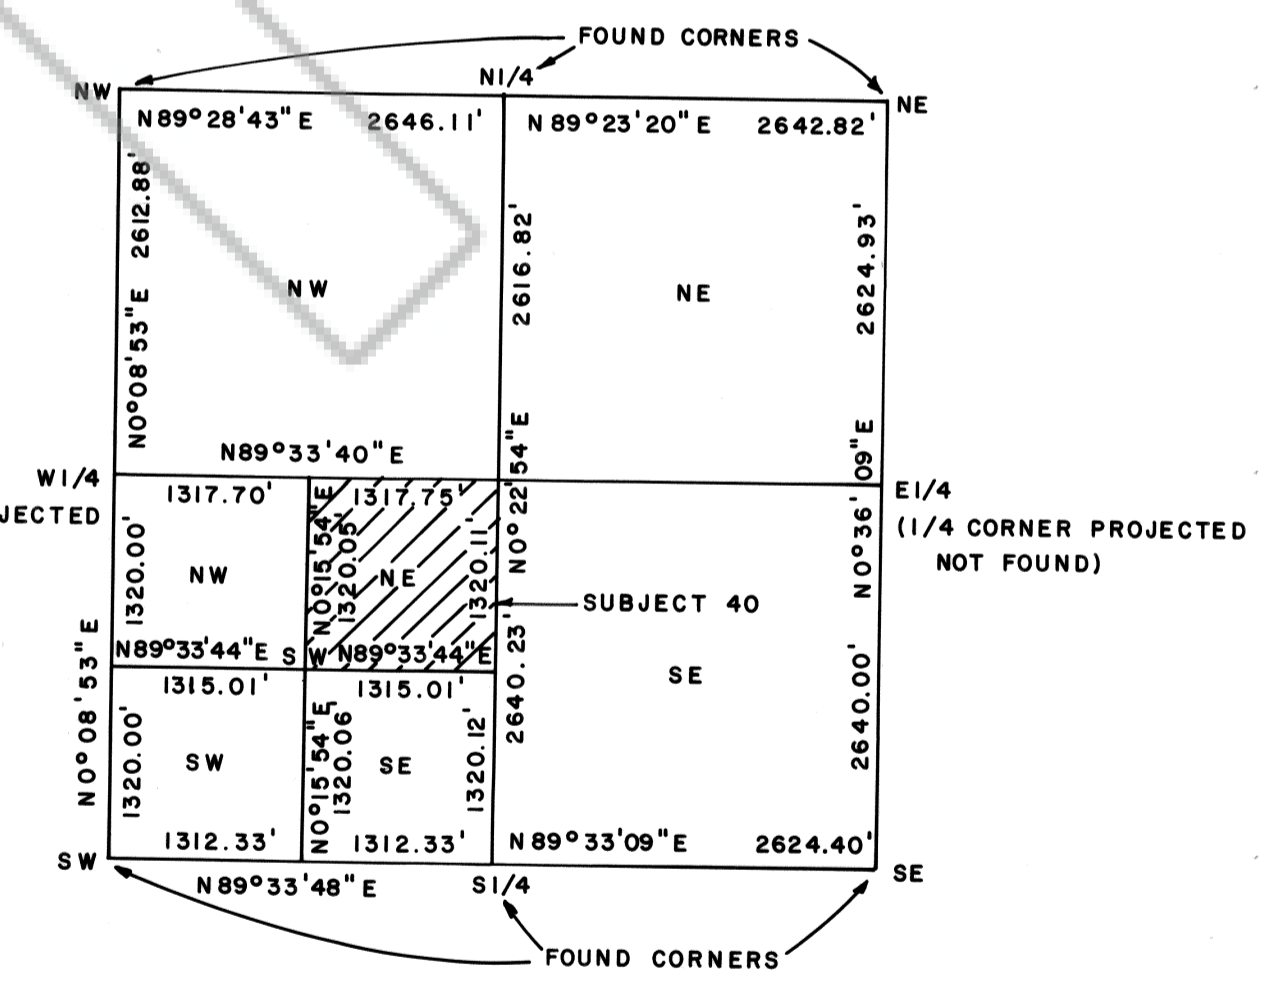 FOUND CORNERS
NW
N1/4
NE
N89°28'43"E 2646.11'
N89°23'20"E 2642.82'
N0°08'53"E 2612.88'
2616.82'
2624.93'
NW
NE
N0°22'54"E
N0°36'09"E
N89°33'40"E
W1/4
JECTED
E1/4
(1/4 CORNER PROJECTED
NOT FOUND)
1317.70'
1317.75'
1320.00'
N0°15'54"E
1320.05'
1320.11'
NW
NE
SUBJECT 40
N89°33'44"E
SW
N89°33'44"E
N0°08'53"E
2640.23'
SE
2640.00'
1315.01'
1315.01'
1320.00'
N0°15'54"E
1320.06'
1320.12'
SW
SE
1312.33'
1312.33'
N89°33'09"E 2624.40'
SW
N89°33'48"E
S1/4
SE
FOUND CORNERS